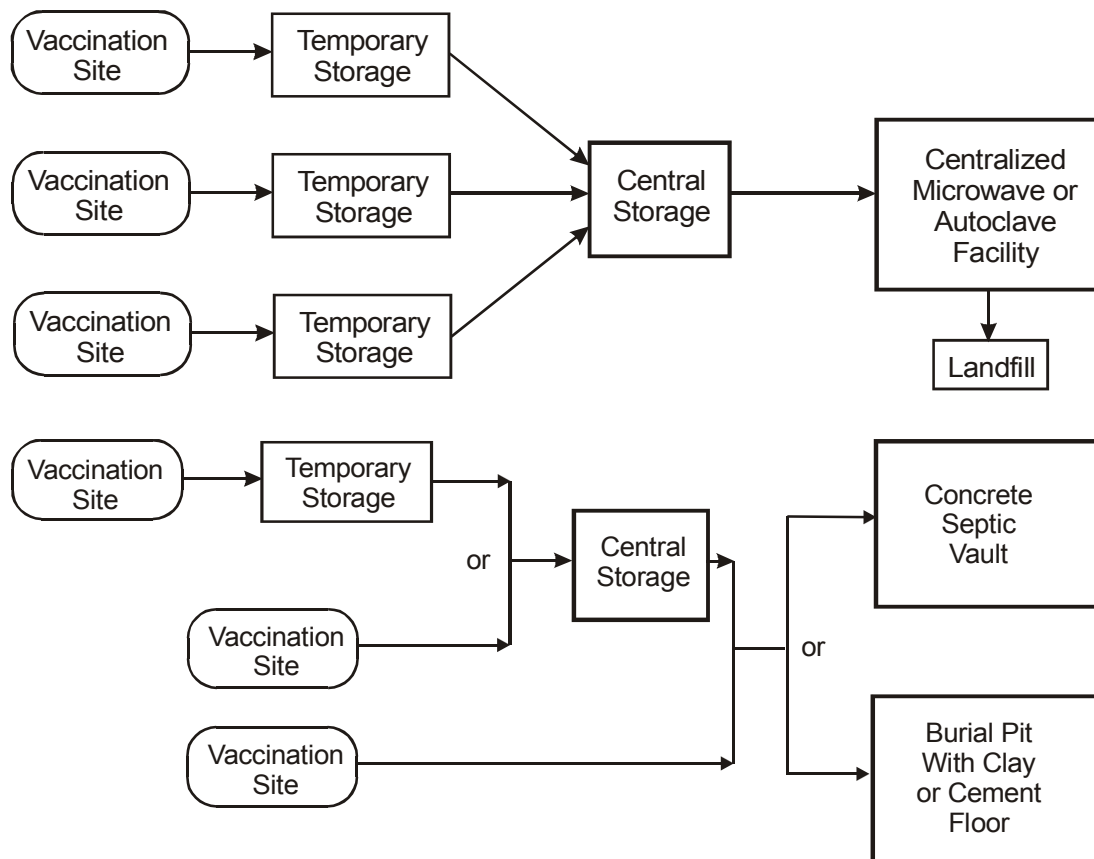 Vaccination
Site
Temporary
Storage
Vaccination
Site
Temporary
Storage
Central
Storage
Centralized
Microwave or
Autoclave
Facility
Vaccination
Site
Temporary
Storage
Landfill
Vaccination
Site
Temporary
Storage
or
Central
Storage
Concrete
Septic
Vault
Vaccination
Site
or
Vaccination
Site
Burial Pit
With Clay
or Cement
Floor